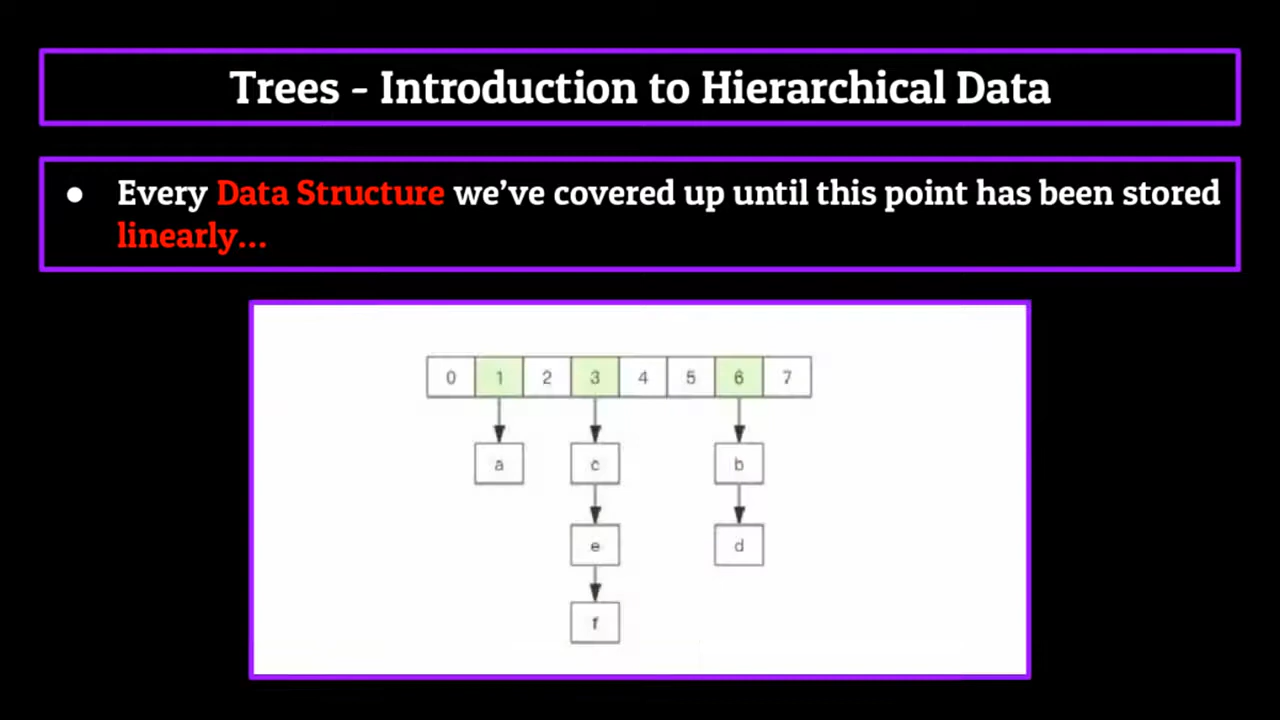 Trees - Introduction to Hierarchical Data
● Every Data Structure we’ve covered up until this point has been stored
linearly...
0 1 2 3 4 5 6 7
a c b
e d
f